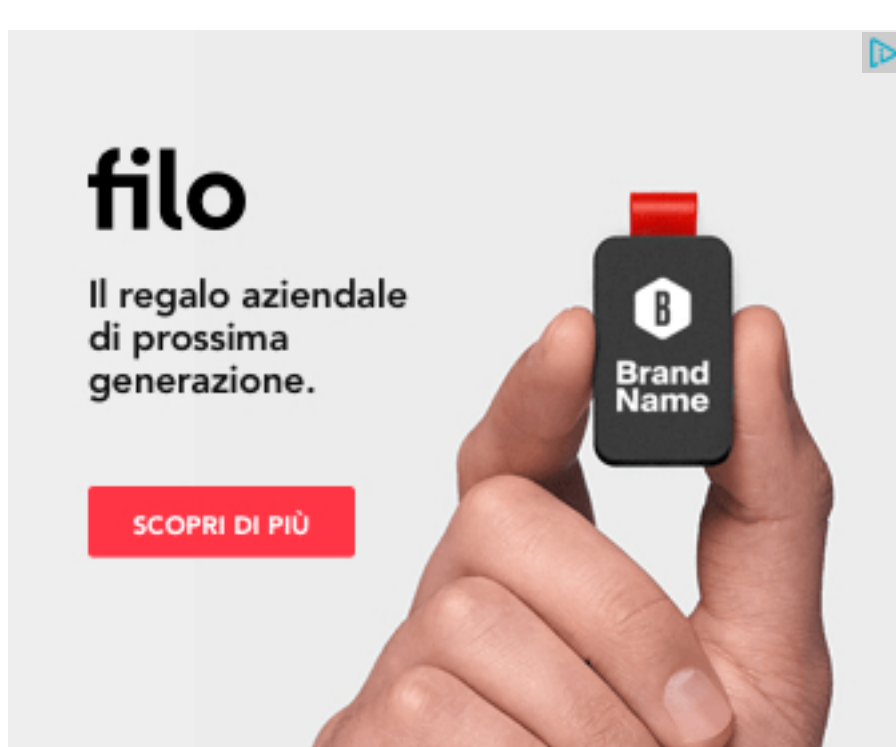 filo
Il regalo aziendale
di prossima
generazione.
SCOPRI DI PIÙ
B
Brand
Name